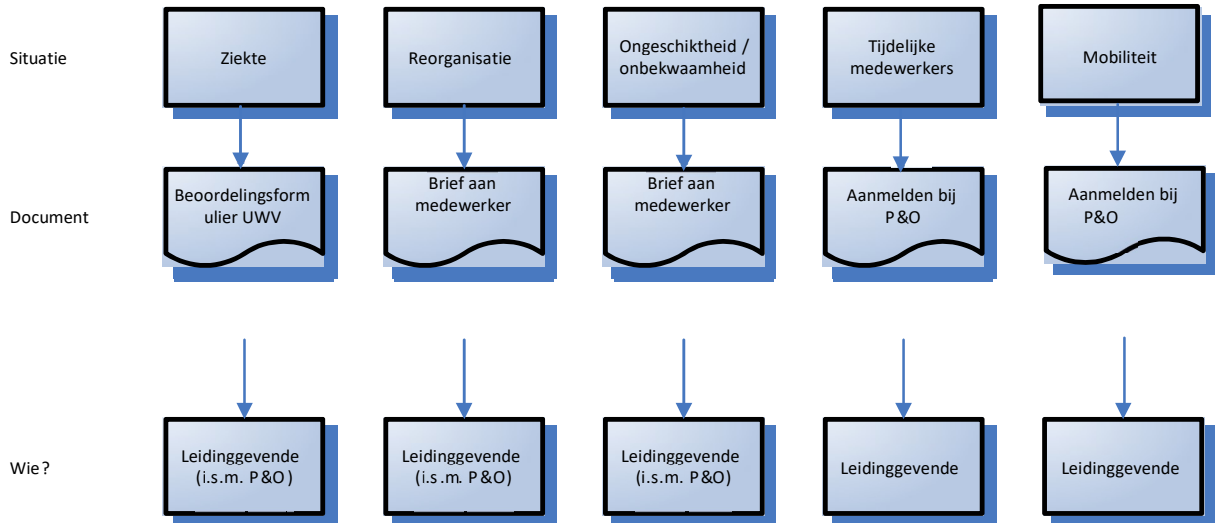 Situatie
Ziekte
Reorganisatie
Ongeschiktheid /
onbekwaamheid
Tijdelijke
medewerkers
Mobiliteit
Document
Beoordelingsform
ulier UWV
Brief aan
medewerker
Brief aan
medewerker
Aanmelden bij
P&O
Aanmelden bij
P&O
Wie?
Leidinggevende
(i.s.m. P&O)
Leidinggevende
(i.s.m. P&O)
Leidinggevende
(i.s.m. P&O)
Leidinggevende
Leidinggevende